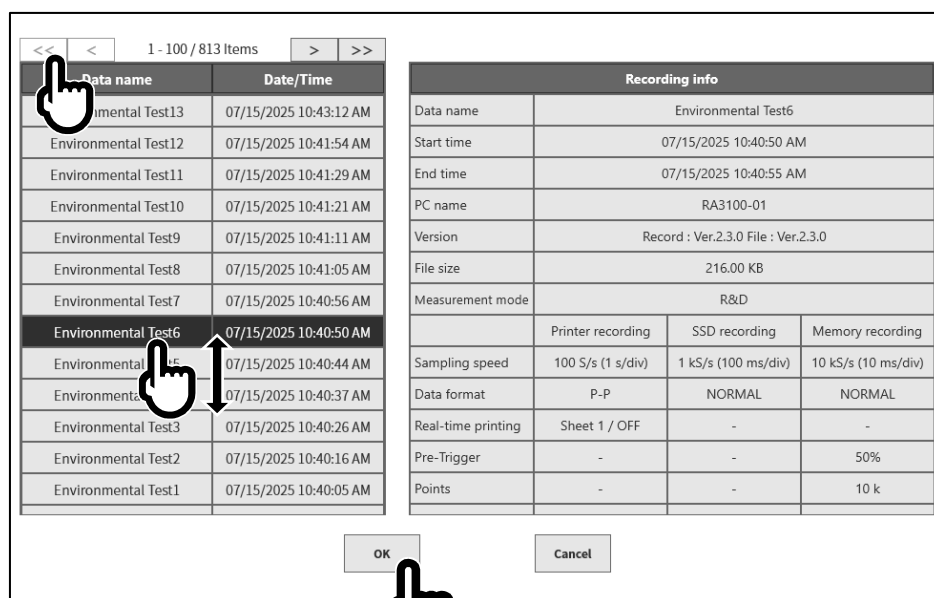 << < 1 - 100 / 813 Items > >>
Data name Date/Time
mental Test13 07/15/2025 10:43:12 AM
Environmental Test12 07/15/2025 10:41:54 AM
Environmental Test11 07/15/2025 10:41:29 AM
Environmental Test10 07/15/2025 10:41:21 AM
Environmental Test9 07/15/2025 10:41:11 AM
Environmental Test8 07/15/2025 10:41:05 AM
Environmental Test7 07/15/2025 10:40:56 AM
Environmental Test6 07/15/2025 10:40:50 AM
Environmental 07/15/2025 10:40:44 AM
07/15/2025 10:40:37 AM
Environmental Test3 07/15/2025 10:40:26 AM
Environmental Test2 07/15/2025 10:40:16 AM
Environmental Test1 07/15/2025 10:40:05 AM
Recording info
Data name Environmental Test6
Start time 07/15/2025 10:40:50 AM
End time 07/15/2025 10:40:55 AM
PC name RA3100-01
Version Record : Ver.2.3.0 File : Ver.2.3.0
File size 216.00 KB
Measurement mode R&D
Printer recording SSD recording Memory recording
Sampling speed 100 S/s (1 s/div) 1 kS/s (100 ms/div) 10 kS/s (10 ms/div)
Data format P-P NORMAL NORMAL
Real-time printing Sheet 1 / OFF - -
Pre-Trigger - - 50%
Points - - 10 k
OK Cancel